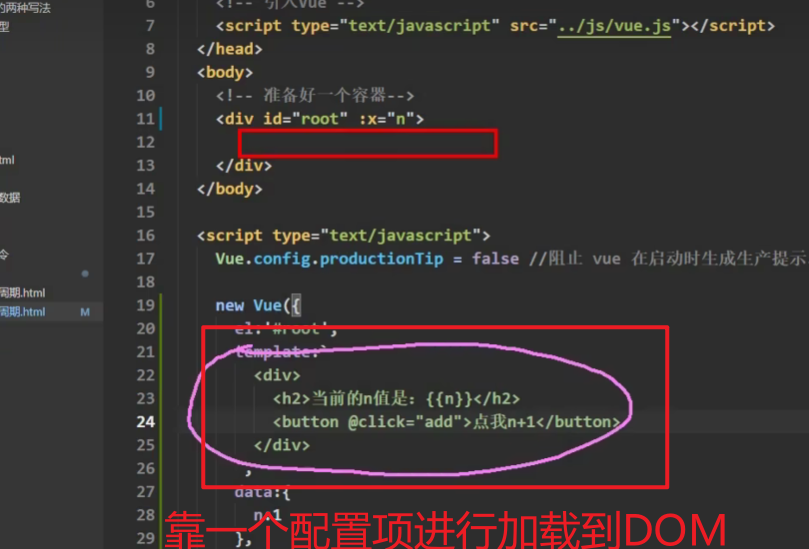 的两种写法
型
tml
数据
令
周期.html
周期.html M
6 <!-- 引入Vue -->
7 <script type="text/javascript" src="../js/vue.js"></script>
8 </head>
9 <body>
10 <!-- 准备好一个容器-->
11 <div id="root" :x="n">
12
13 </div>
14 </body>
15
16 <script type="text/javascript">
17 Vue.config.productionTip = false //阻止 vue 在启动时生成生产提示
18
19 new Vue({
20 el:'#root',
21 template:`
22 <div>
23 <h2>当前的n值是：{{n}}</h2>
24 <button @click="add">点我n+1</button>
25 </div>
26 `,
27 data:{
28 n:1
29 },
靠一个配置项进行加载到DOM